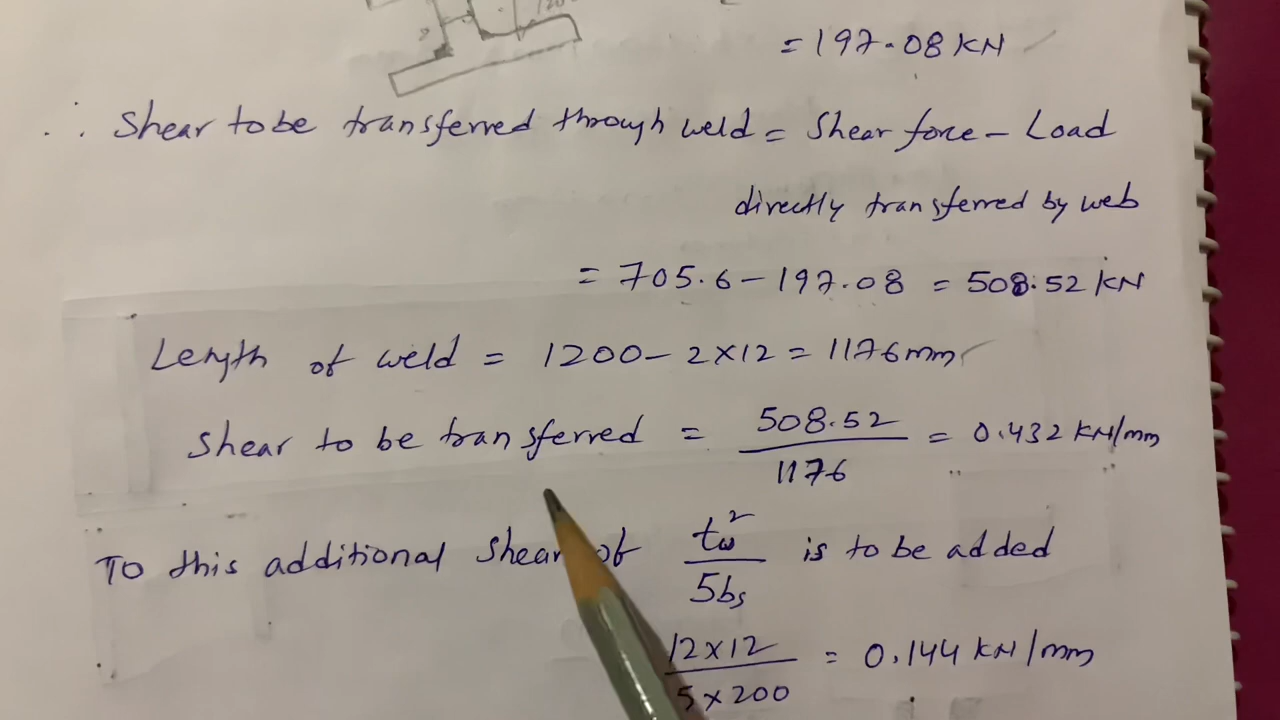 = 197.08 KN
∴ Shear to be transferred through weld = Shear force - Load
directly transferred by web
= 705.6 - 197.08 = 508.52 KN
Length of weld = 1200 - 2 x 12 = 1176 mm
Shear to be transferred = 508.52 / 1176 = 0.432 KN/mm
To this additional shear of tw² / 5bs is to be added
12 x 12 / 5 x 200 = 0.144 KN/mm